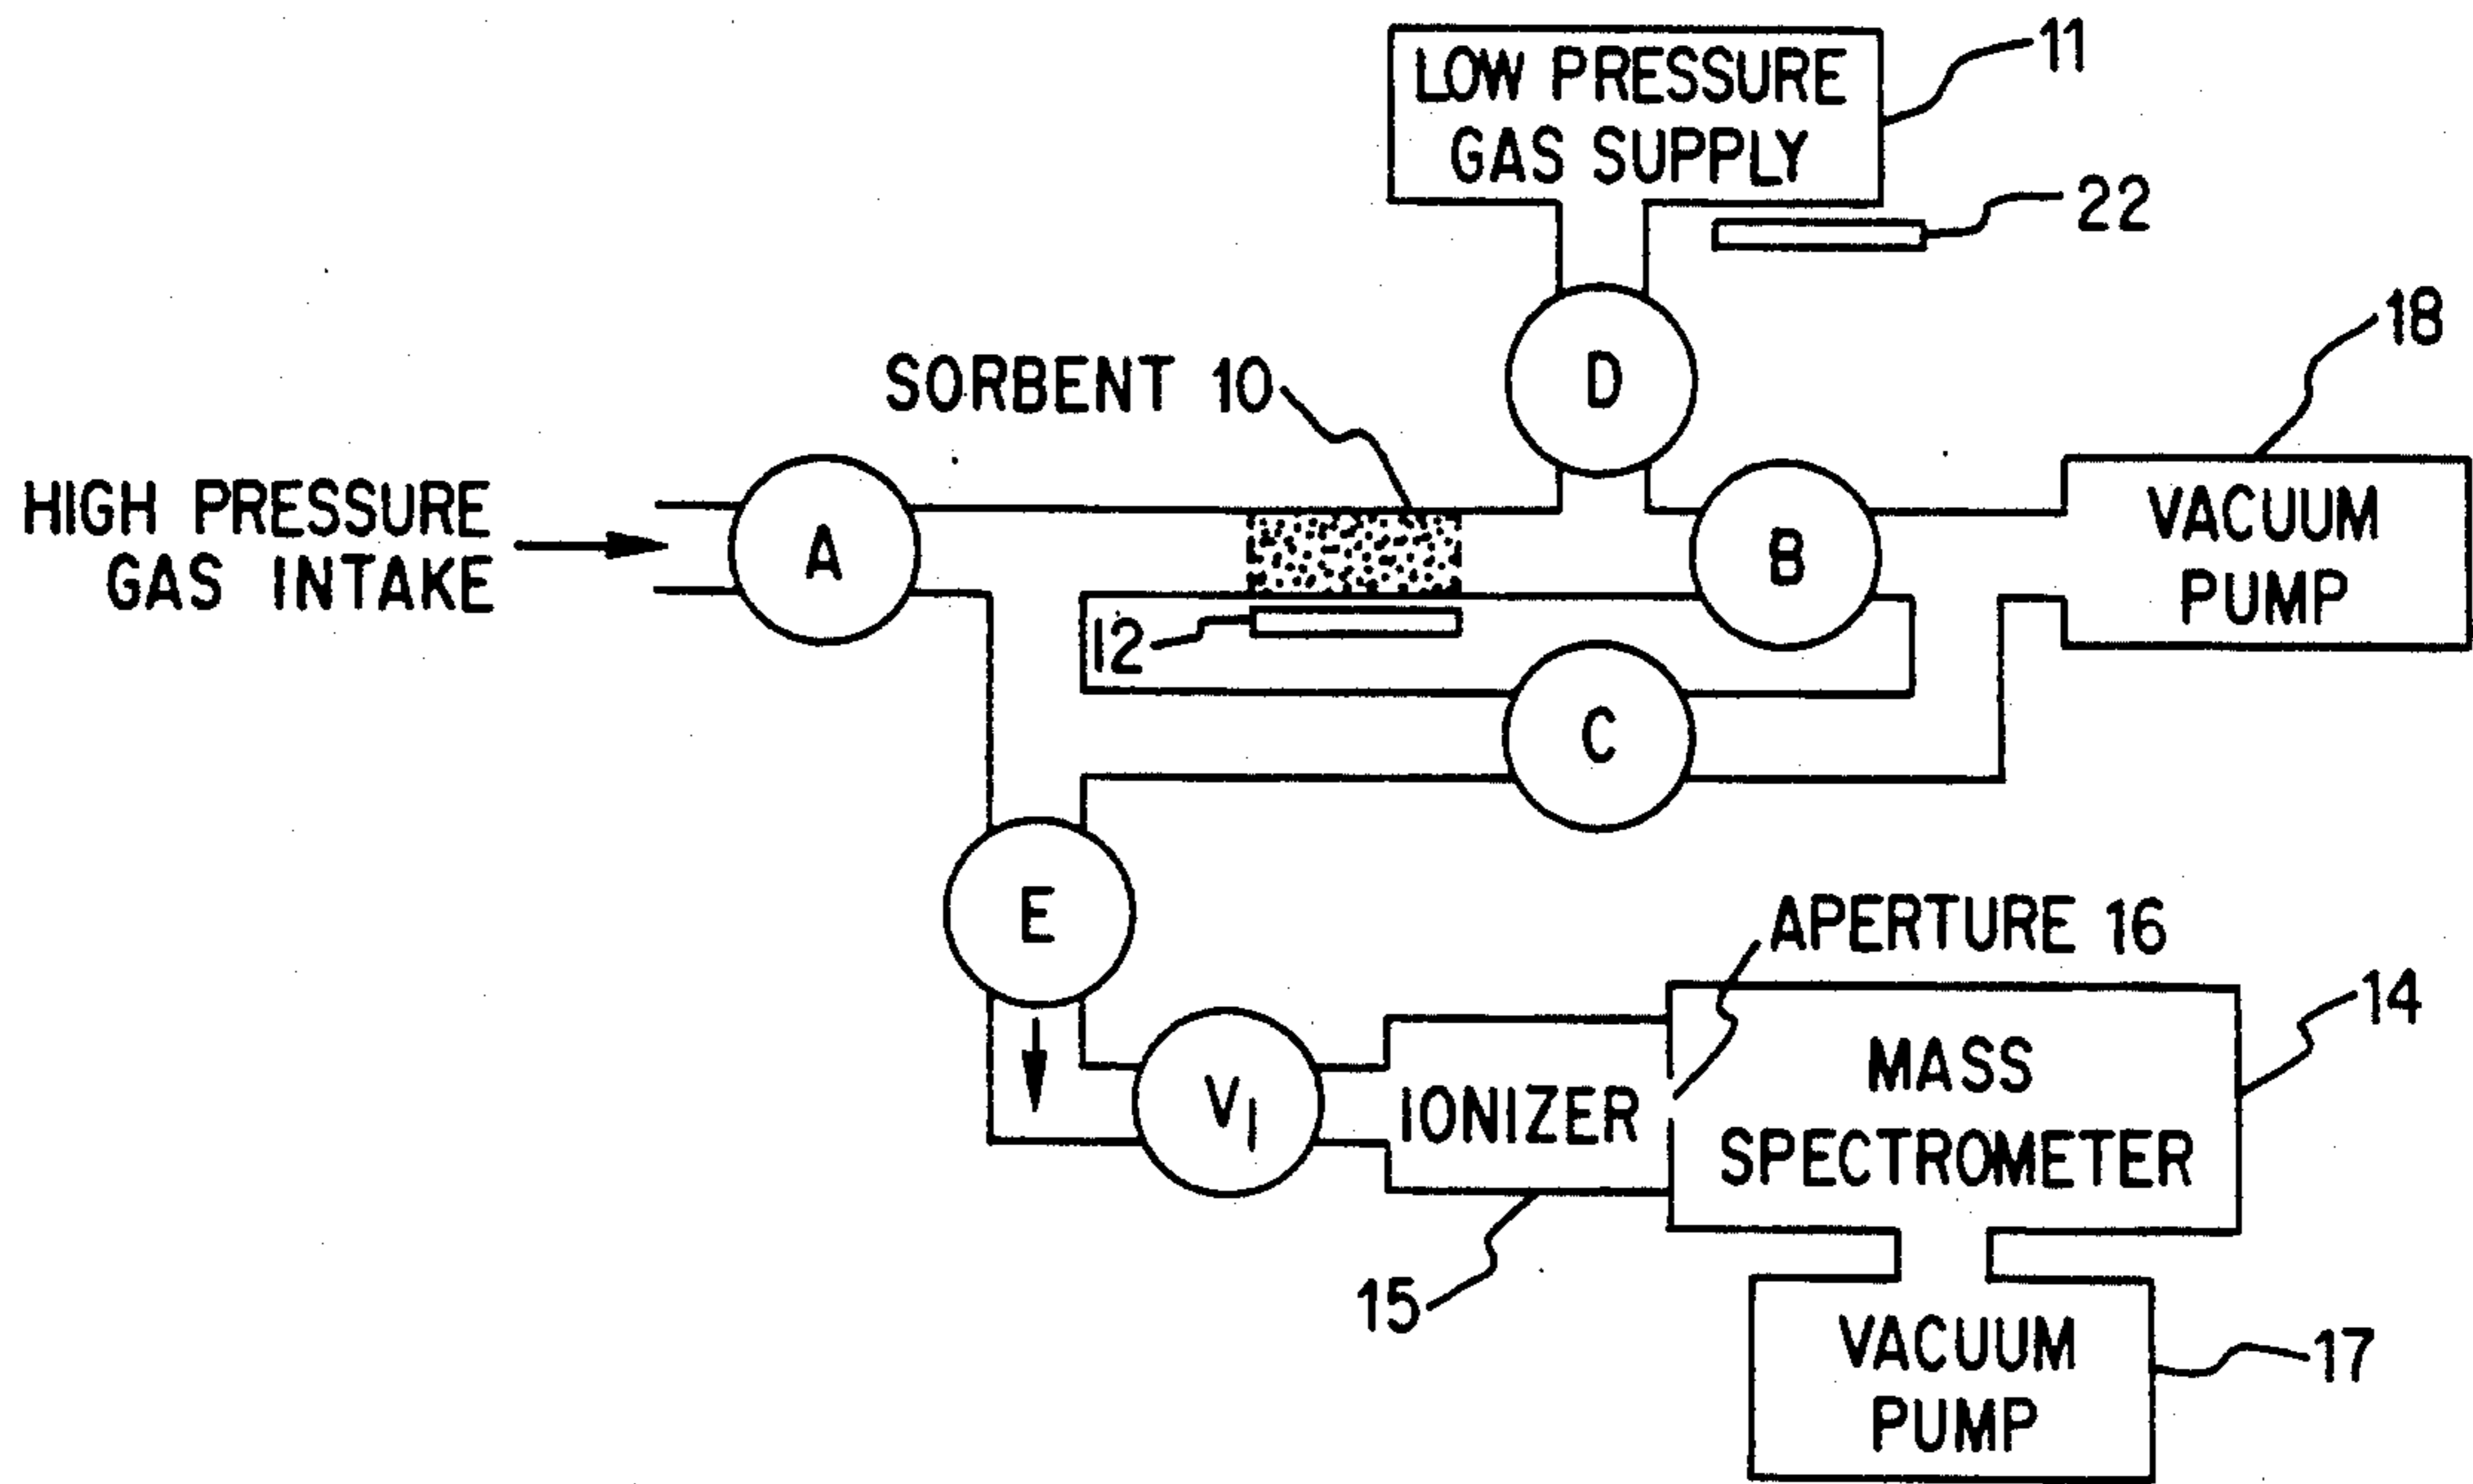 LOW PRESSURE
GAS SUPPLY
11
22
18
D
SORBENT 10
HIGH PRESSURE
GAS INTAKE
A
B
VACUUM
PUMP
12
C
E
APERTURE 16
14
V1
IONIZER
MASS
SPECTROMETER
15
VACUUM
PUMP
17